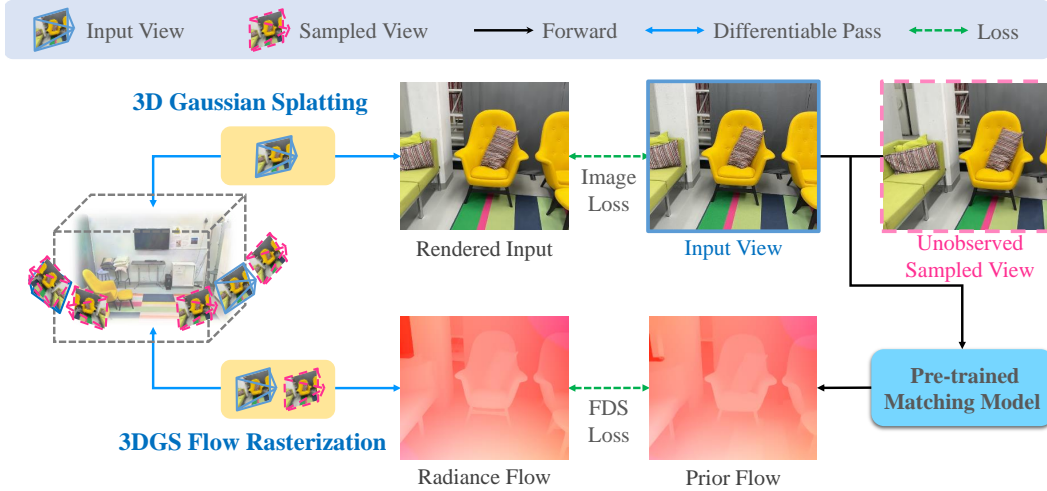 Input View
Sampled View
Forward
Differentiable Pass
Loss
3D Gaussian Splatting
Image
Loss
Rendered Input
Input View
Unobserved
Sampled View
Pre-trained
Matching Model
FDS
Loss
3DGS Flow Rasterization
Radiance Flow
Prior Flow